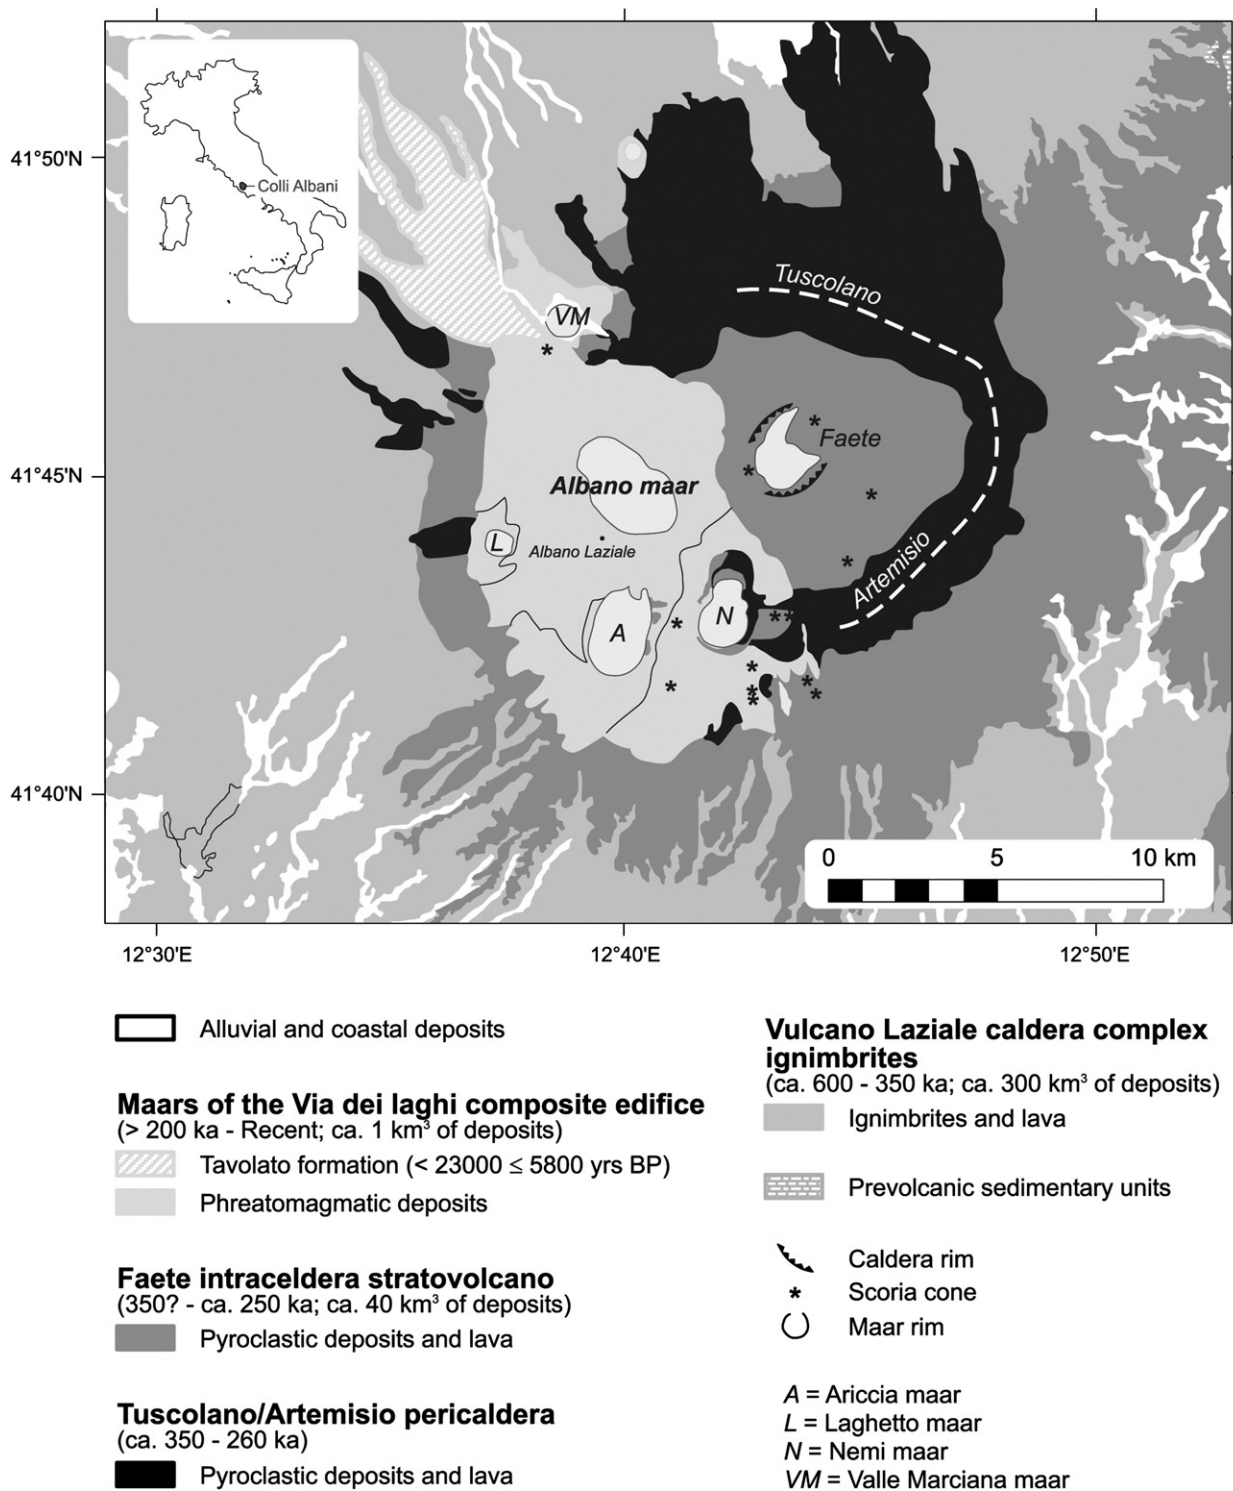 Colli Albani
41°50'N
41°45'N
41°40'N
Tuscolano
VM
Faete
Albano maar
L
Albano Laziale
Artemisio
A
N
0 5 10 km
12°30'E 12°40'E 12°50'E
Alluvial and coastal deposits
Maars of the Via dei laghi composite edifice
(> 200 ka - Recent; ca. 1 km³ of deposits)
Tavolato formation (< 23000 ≤ 5800 yrs BP)
Phreatomagmatic deposits
Faete intraceldera stratovolcano
(350? - ca. 250 ka; ca. 40 km³ of deposits)
Pyroclastic deposits and lava
Tuscolano/Artemisio pericaldera
(ca. 350 - 260 ka)
Pyroclastic deposits and lava
Vulcano Laziale caldera complex
ignimbrites
(ca. 600 - 350 ka; ca. 300 km³ of deposits)
Ignimbrites and lava
Prevolcanic sedimentary units
Caldera rim
Scoria cone
Maar rim
A = Ariccia maar
L = Laghetto maar
N = Nemi maar
VM = Valle Marciana maar